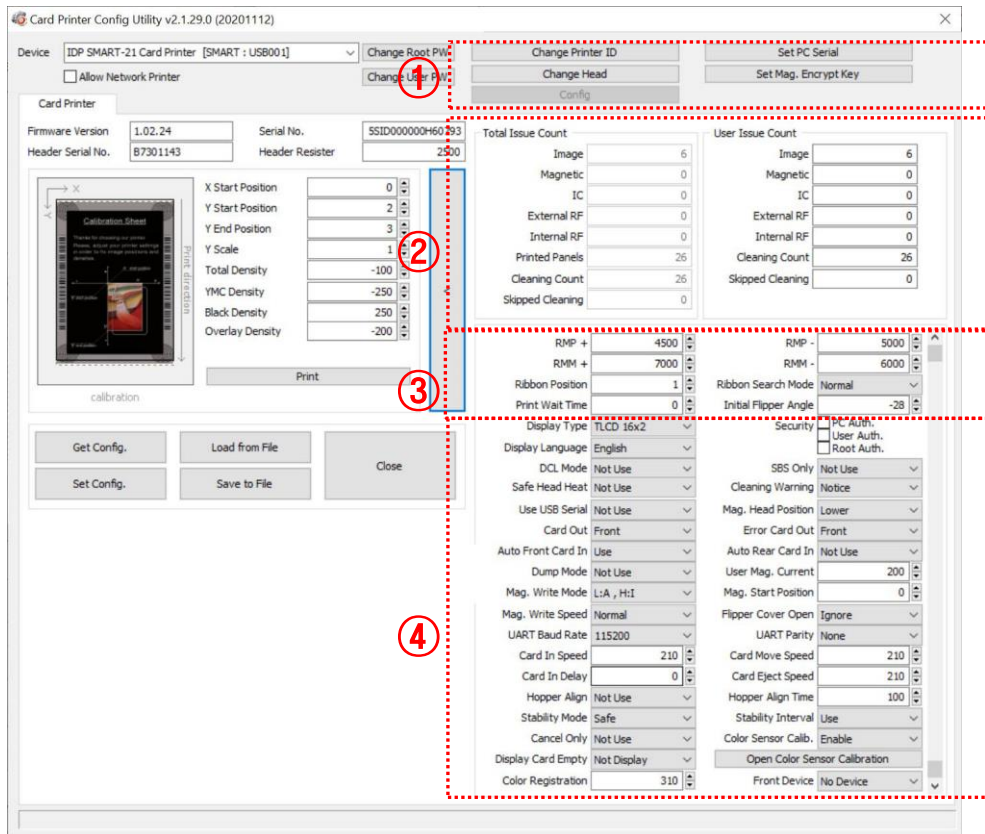 Card Printer Config Utility v2.1.29.0 (20201112)
Device IDP SMART-21 Card Printer [SMART : USB001] Change Root PW Change Printer ID Set PC Serial
Allow Network Printer Change User PW ① Change Head Set Mag. Encrypt Key
Config
Card Printer
Firmware Version 1.02.24 Serial No. 5SID000000H60293
Header Serial No. B7301143 Header Resister 2500
X
Y
Calibration Sheet
Print direction
calibration
X Start Position 0
Y Start Position 2
Y End Position 3
Y Scale 1
Total Density -100
YMC Density -250
Black Density 250
Overlay Density -200
Print
<
②
③
Get Config. Load from File Close
Set Config. Save to File
Total Issue Count
Image 6
Magnetic 0
IC 0
External RF 0
Internal RF 0
Printed Panels 26
Cleaning Count 26
Skipped Cleaning 0
User Issue Count
Image 6
Magnetic 0
IC 0
External RF 0
Internal RF 0
Cleaning Count 26
Skipped Cleaning 0
RMP + 4500 RMP - 5000
RMM + 7000 RMM - 6000
Ribbon Position 1 Ribbon Search Mode Normal
Print Wait Time 0 Initial Flipper Angle -28
Display Type TLCD 16x2 Security PC Auth.
User Auth.
Display Language English Root Auth.
DCL Mode Not Use SBS Only Not Use
Safe Head Heat Not Use Cleaning Warning Notice
Use USB Serial Not Use Mag. Head Position Lower
Card Out Front Error Card Out Front
Auto Front Card In Use Auto Rear Card In Not Use
Dump Mode Not Use User Mag. Current 200
Mag. Write Mode L:A , H:I Mag. Start Position 0
Mag. Write Speed Normal Flipper Cover Open Ignore
④ UART Baud Rate 115200 UART Parity None
Card In Speed 210 Card Move Speed 210
Card In Delay 0 Card Eject Speed 210
Hopper Align Not Use Hopper Align Time 100
Stability Mode Safe Stability Interval Use
Cancel Only Not Use Color Sensor Calib. Enable
Display Card Empty Not Display Open Color Sensor Calibration
Color Registration 310 Front Device No Device